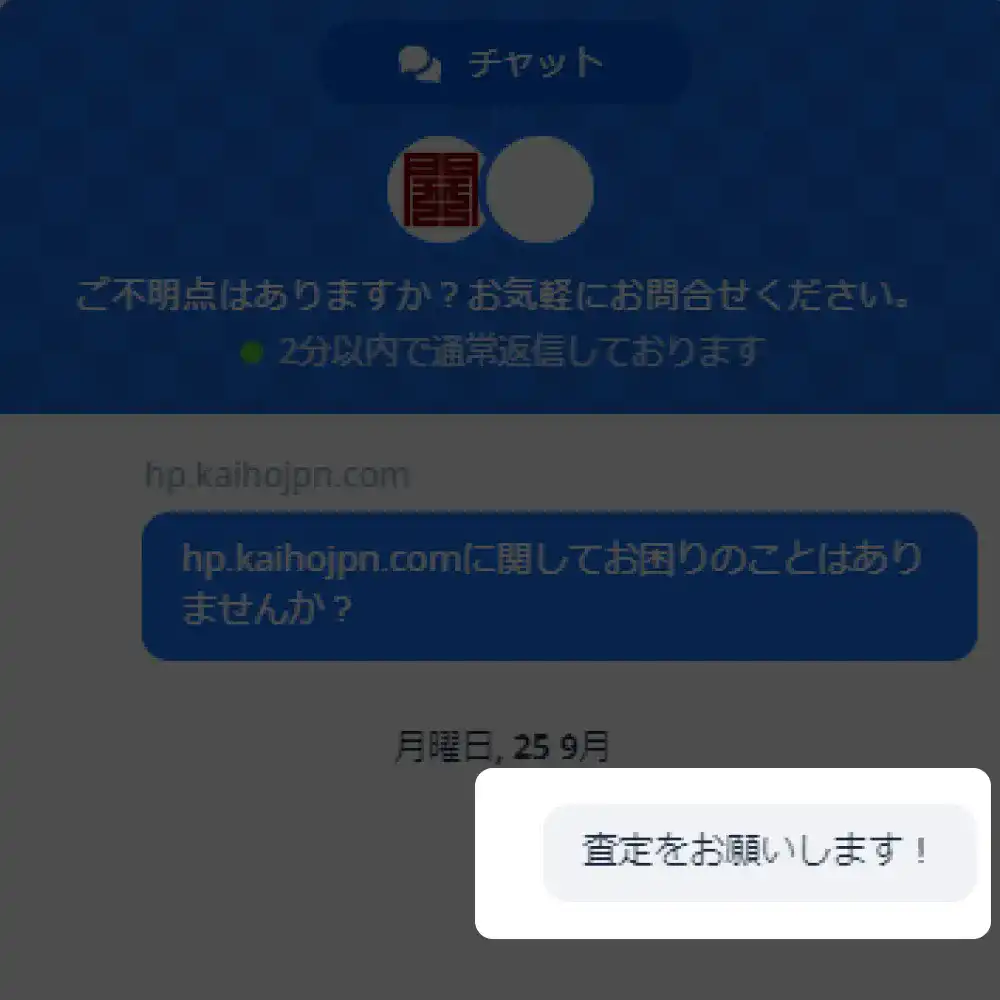 チャット
ご不明点はありますか？お気軽にお問合せください。
2分以内で通常返信しております
hp.kaihojpn.com
hp.kaihojpn.comに関してお困りのことはあり
ませんか？
月曜日, 25 9月
査定をお願いします！